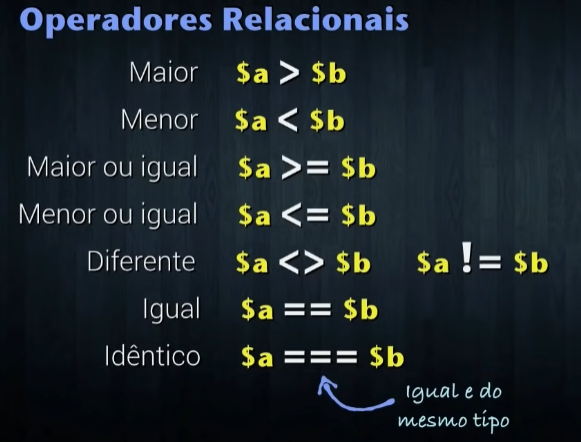 Operadores Relacionais
Maior $a > $b
Menor $a < $b
Maior ou igual $a >= $b
Menor ou igual $a <= $b
Diferente $a <> $b $a != $b
Igual $a == $b
Idêntico $a === $b
Igual e do
mesmo tipo